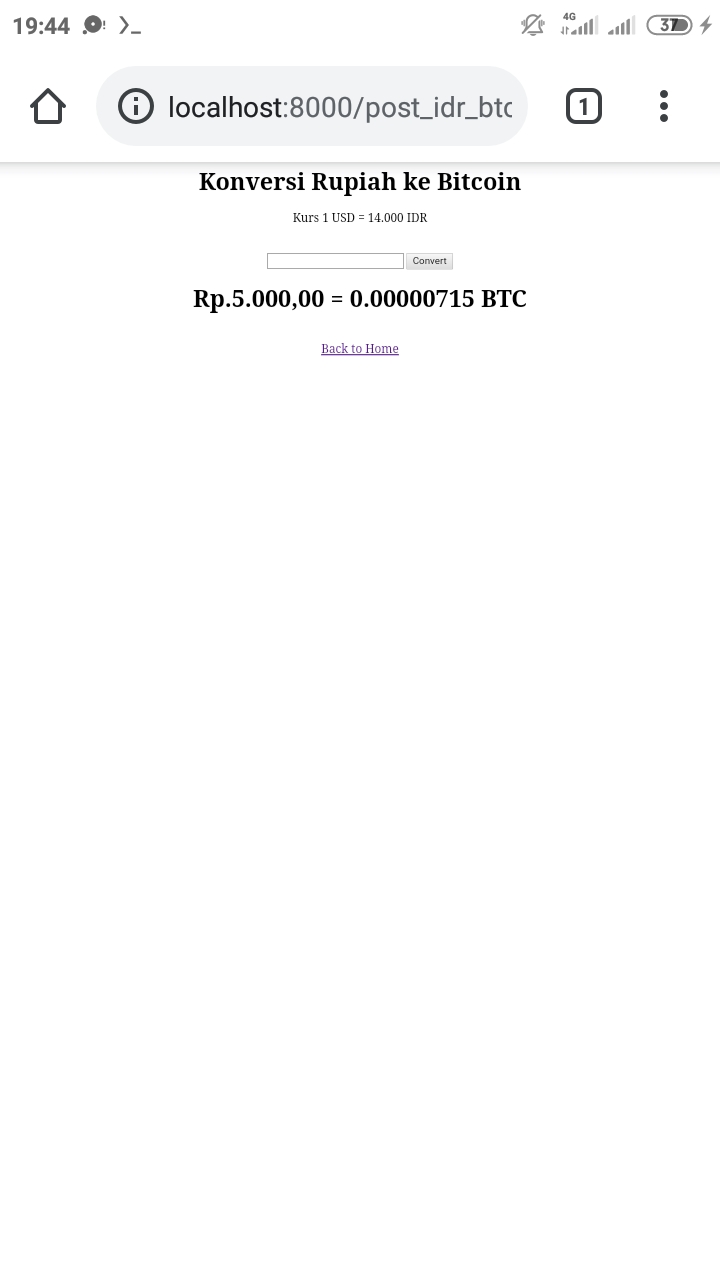 19:44
4G
37
localhost:8000/post_idr_btc
1
Konversi Rupiah ke Bitcoin
Kurs 1 USD = 14.000 IDR
Convert
Rp.5.000,00 = 0.00000715 BTC
Back to Home